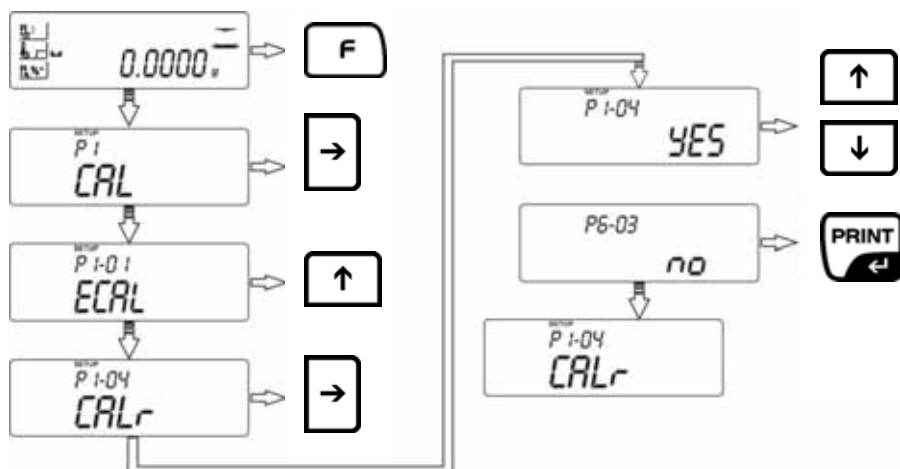 0.0000
F
SETUP
P1
CAL
→
SETUP
P1-01
ECAL
↑
SETUP
P1-04
CALr
→
SETUP
P1-04
YES
↑
↓
P6-03
no
PRINT
SETUP
P1-04
CALr